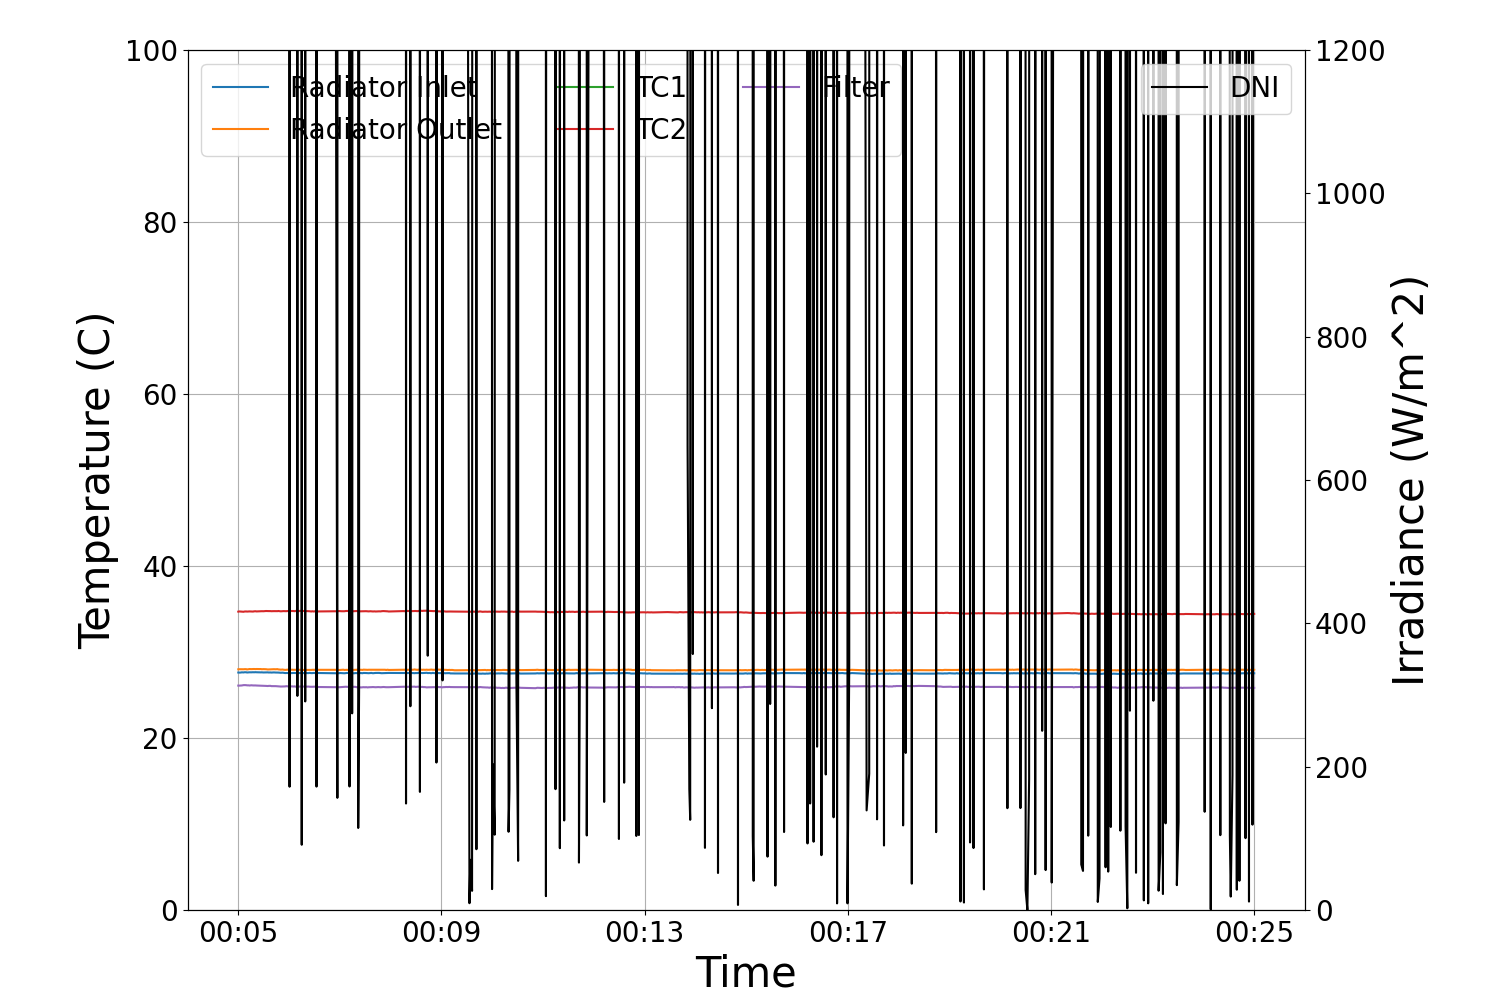 100
80
60
40
20
0
Temperature (C)
Radiator Inlet
Radiator Outlet
TC1
TC2
Filter
DNI
1200
1000
800
600
400
200
0
Irradiance (W/m^2)
00:05 00:09 00:13 00:17 00:21 00:25
Time